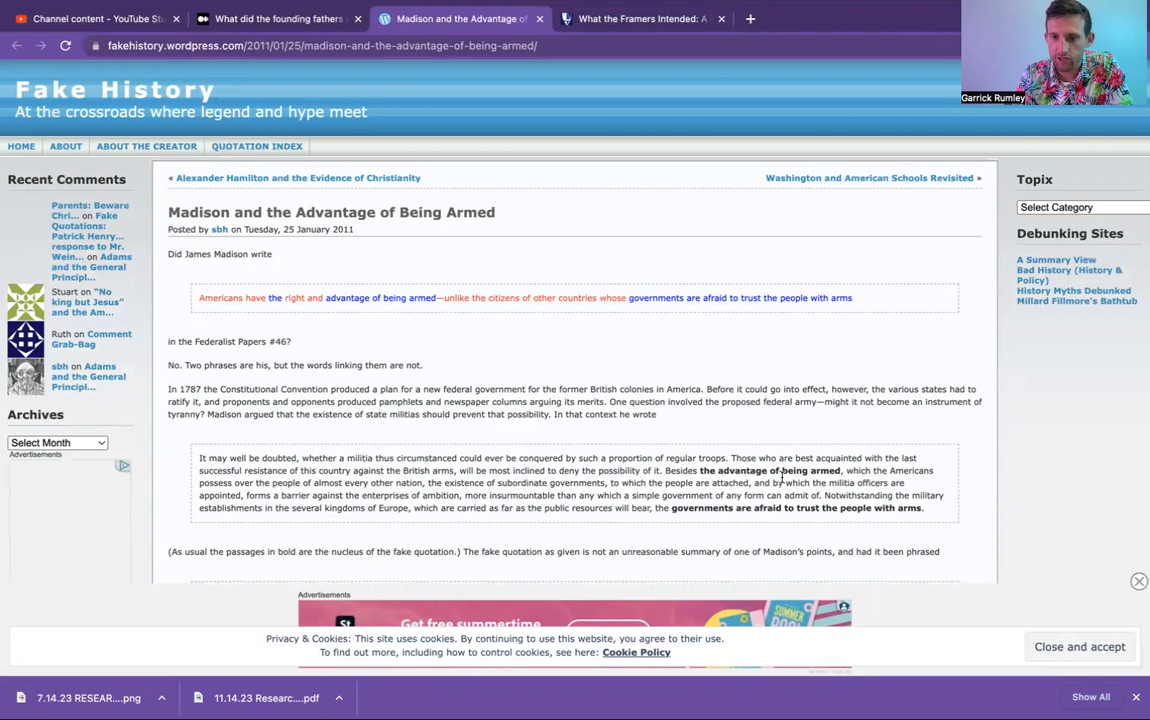 Channel content - YouTube St
What did the founding fathers
Madison and the Advantage of
What the Framers Intended: A
fakehistory.wordpress.com/2011/01/25/madison-and-the-advantage-of-being-armed/
Garrick Rumley
Fake History
At the crossroads where legend and hype meet
HOME ABOUT ABOUT THE CREATOR QUOTATION INDEX
Recent Comments
Parents: Beware
Chri... on Fake
Quotations:
Patrick Henry...
response to Mr.
Wein... on Adams
and the General
Principl...
Stuart on "No
king but Jesus"
and the Am...
Ruth on Comment
Grab-Bag
sbh on Adams
and the General
Principl...
Archives
Select Month
Advertisements
« Alexander Hamilton and the Evidence of Christianity
Washington and American Schools Revisited »
Madison and the Advantage of Being Armed
Posted by sbh on Tuesday, 25 January 2011
Did James Madison write
Americans have the right and advantage of being armed—unlike the citizens of other countries whose governments are afraid to trust the people with arms
in the Federalist Papers #46?
No. Two phrases are his, but the words linking them are not.
In 1787 the Constitutional Convention produced a plan for a new federal government for the former British colonies in America. Before it could go into effect, however, the various states had to
ratify it, and proponents and opponents produced pamphlets and newspaper columns arguing its merits. One question involved the proposed federal army—might it not become an instrument of
tyranny? Madison argued that the existence of state militias should prevent that possibility. In that context he wrote
It may well be doubted, whether a militia thus circumstanced could ever be conquered by such a proportion of regular troops. Those who are best acquainted with the last
successful resistance of this country against the British arms, will be most inclined to deny the possibility of it. Besides the advantage of being armed, which the Americans
possess over the people of almost every other nation, the existence of subordinate governments, to which the people are attached, and by which the militia officers are
appointed, forms a barrier against the enterprises of ambition, more insurmountable than any which a simple government of any form can admit of. Notwithstanding the military
establishments in the several kingdoms of Europe, which are carried as far as the public resources will bear, the governments are afraid to trust the people with arms.
(As usual the passages in bold are the nucleus of the fake quotation.) The fake quotation as given is not an unreasonable summary of one of Madison's points, and had it been phrased
Topix
Select Category
Debunking Sites
A Summary View
Bad History (History &
Policy)
History Myths Debunked
Millard Fillmore's Bathtub
Advertisements
St
Get free summertime
SUMMER
Privacy & Cookies: This site uses cookies. By continuing to use this website, you agree to their use.
To find out more, including how to control cookies, see here: Cookie Policy
Close and accept
7.14.23 RESEAR....png
11.14.23 Researc....pdf
Show All